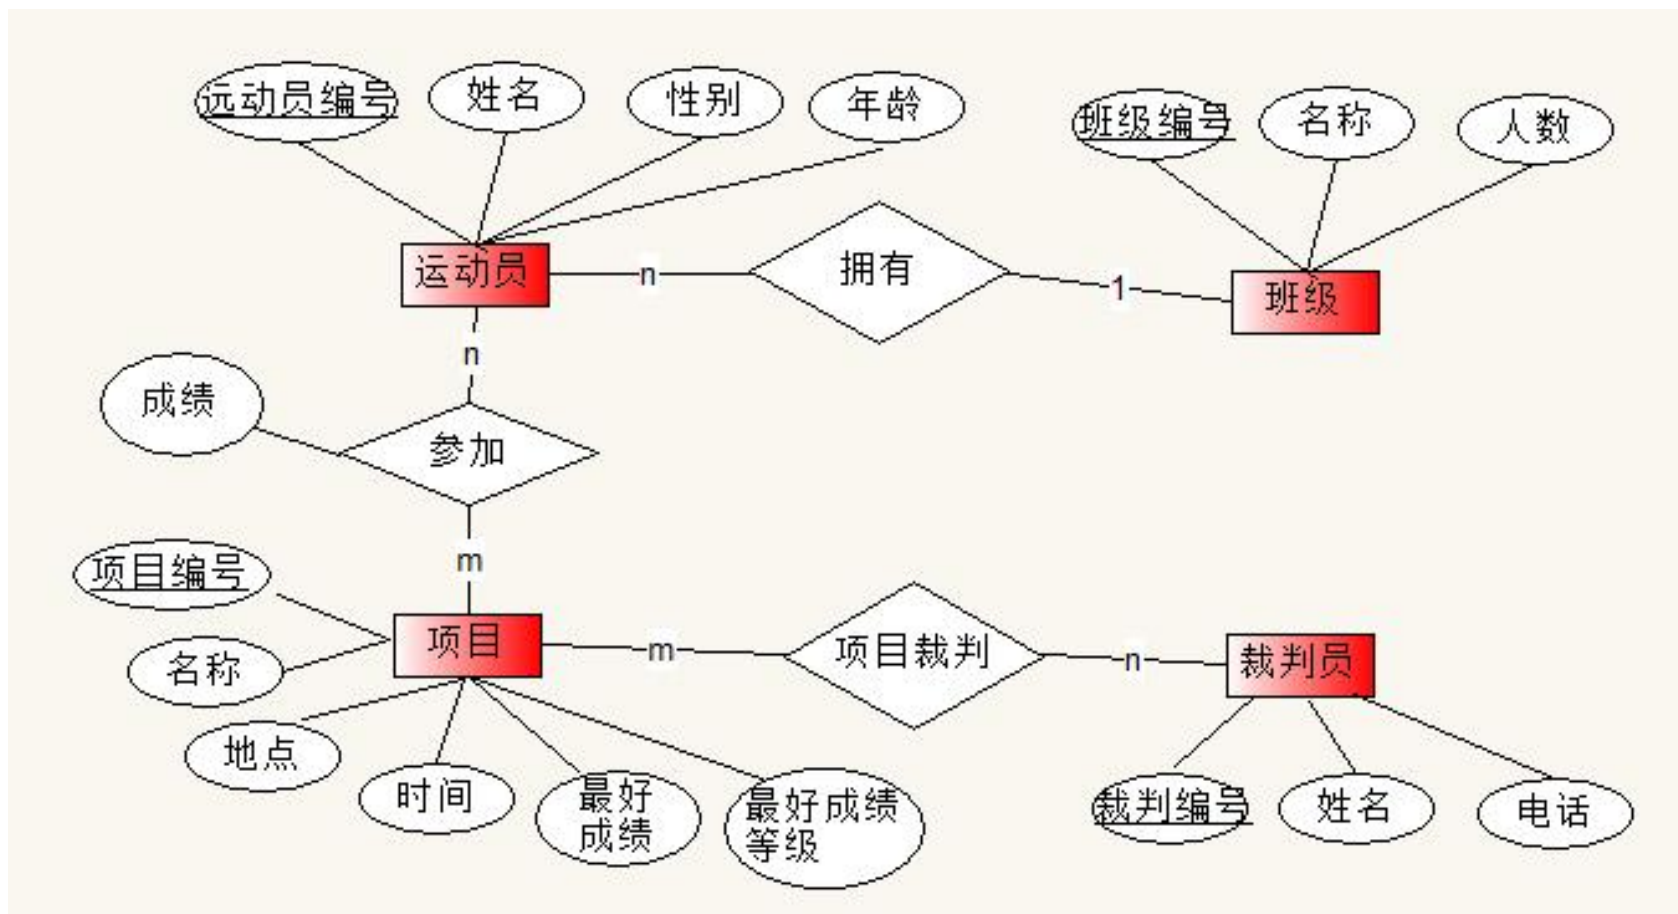 远动员编号
姓名
性别
年龄
班级编号
名称
人数
运动员
n
拥有
1
班级
n
成绩
参加
m
项目编号
项目
m
项目裁判
n
裁判员
名称
地点
时间
最好
成绩
最好成绩
等级
裁判编号
姓名
电话